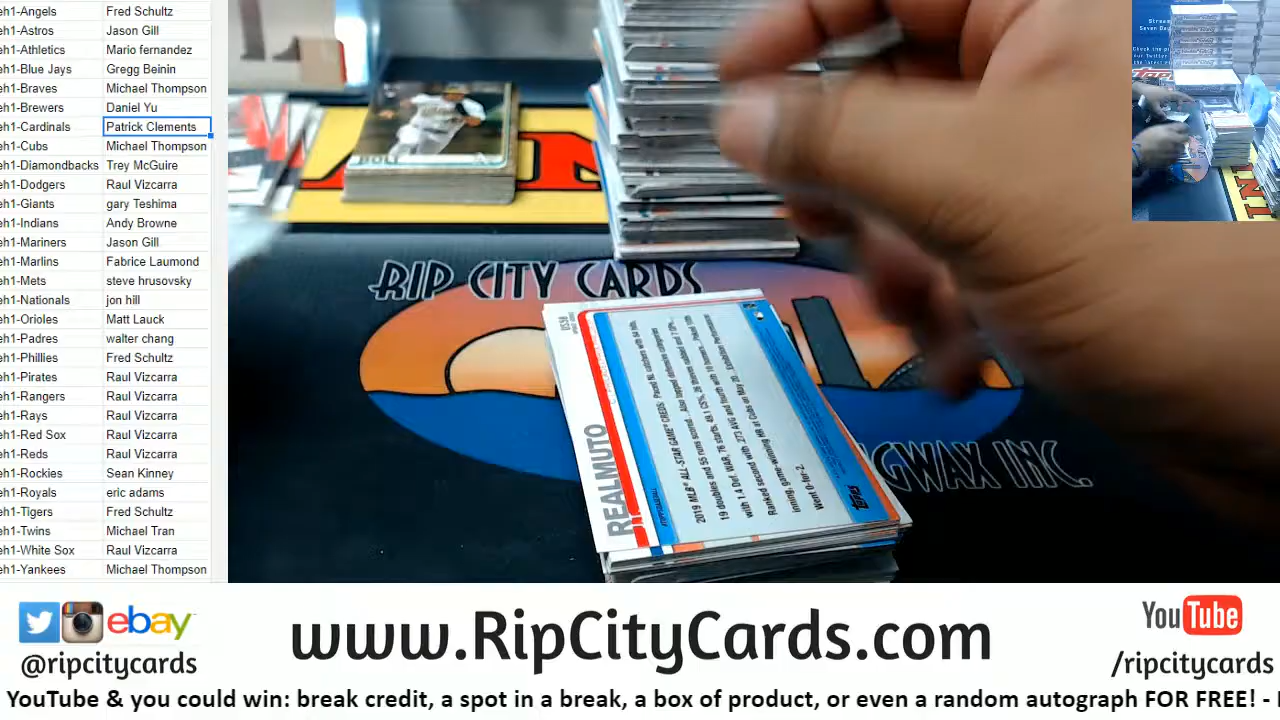 eh1-Angels Fred Schultz
eh1-Astros Jason Gill
eh1-Athletics Mario fernandez
eh1-Blue Jays Gregg Beinin
eh1-Braves Michael Thompson
eh1-Brewers Daniel Yu
eh1-Cardinals Patrick Clements
eh1-Cubs Michael Thompson
eh1-Diamondbacks Trey McGuire
eh1-Dodgers Raul Vizcarra
eh1-Giants gary Teshima
eh1-Indians Andy Browne
eh1-Mariners Jason Gill
eh1-Marlins Fabrice Laumond
eh1-Mets steve hrusovsky
eh1-Nationals jon hill
eh1-Orioles Matt Lauck
eh1-Padres walter chang
eh1-Phillies Fred Schultz
eh1-Pirates Raul Vizcarra
eh1-Rangers Raul Vizcarra
eh1-Rays Raul Vizcarra
eh1-Red Sox Raul Vizcarra
eh1-Reds Raul Vizcarra
eh1-Rockies Sean Kinney
eh1-Royals eric adams
eh1-Tigers Fred Schultz
eh1-Twins Michael Tran
eh1-White Sox Raul Vizcarra
eh1-Yankees Michael Thompson
RIP CITY CARDS
GWAX INC.
REALMUTO
2019 MLB ALL-STAR GAME CREDS:
Topps
ebay
@ripcitycards
www.RipCityCards.com
YouTube
/ripcitycards
YouTube & you could win: break credit, a spot in a break, a box of product, or even a random autograph FOR FREE! -